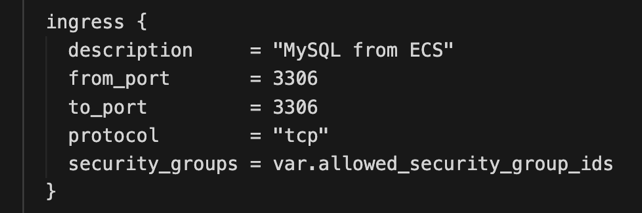 ingress {
  description     = "MySQL from ECS"
  from_port       = 3306
  to_port         = 3306
  protocol        = "tcp"
  security_groups = var.allowed_security_group_ids
}